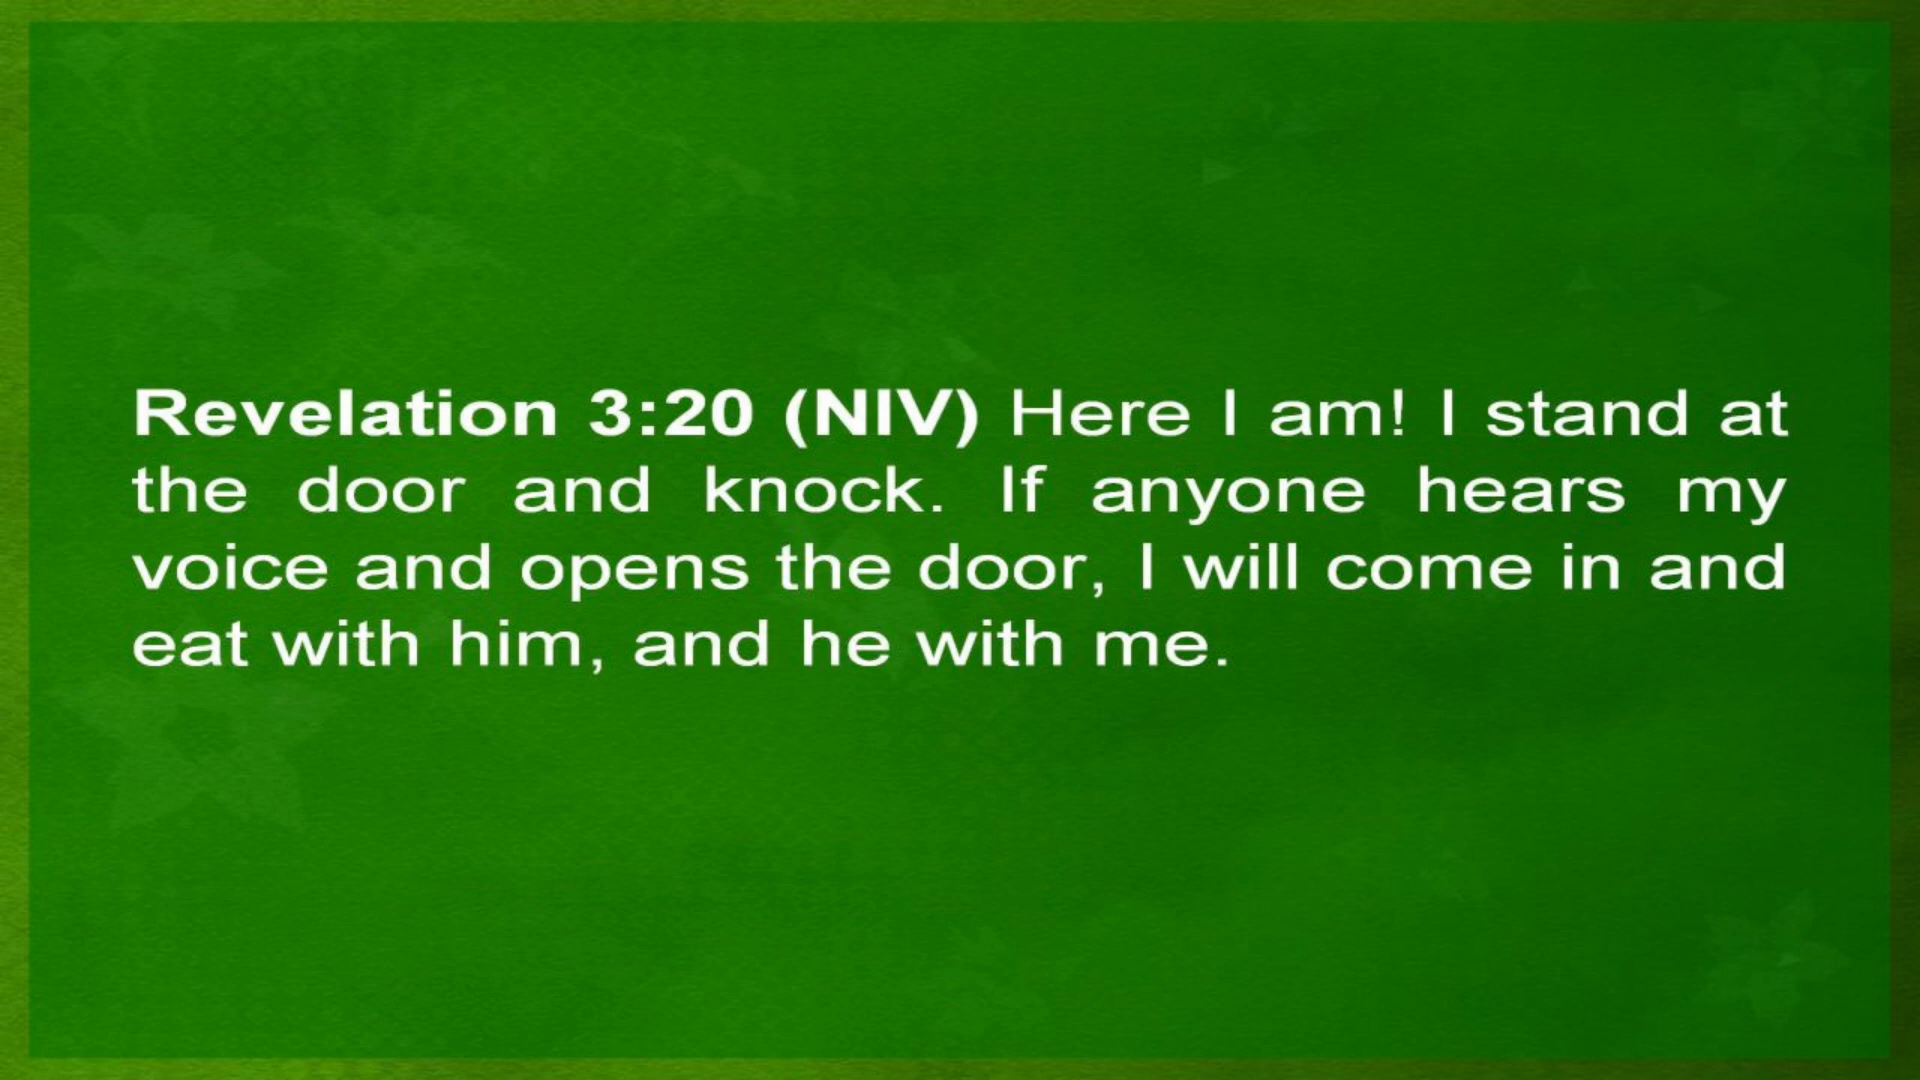 Revelation 3:20 (NIV) Here I am! I stand at
the door and knock. If anyone hears my
voice and opens the door, I will come in and
eat with him, and he with me.